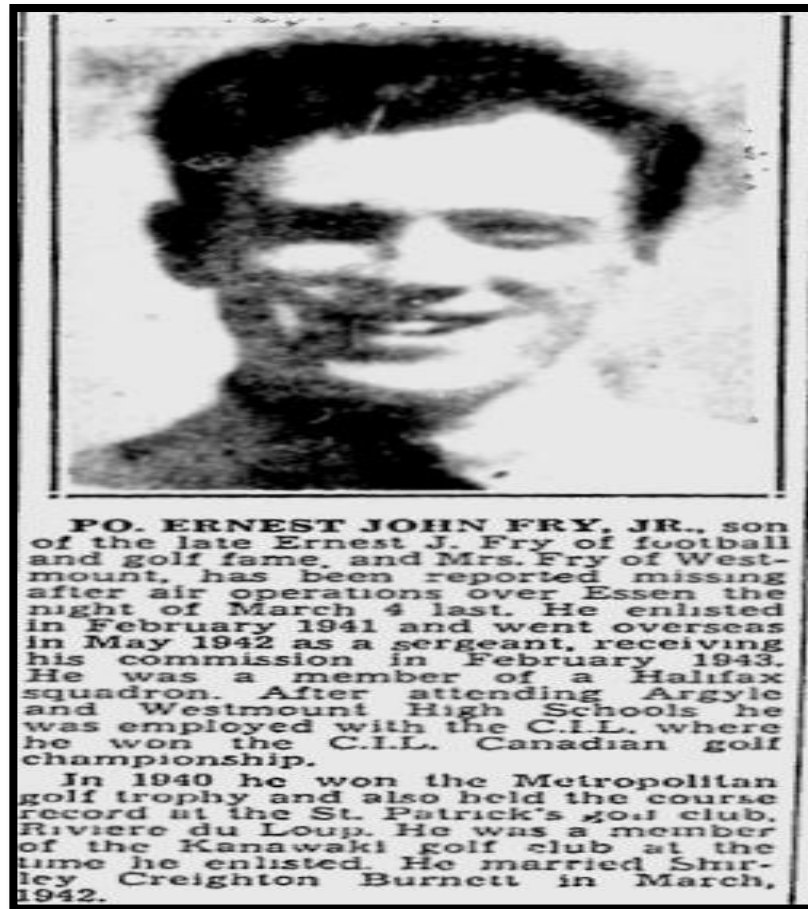 PO. ERNEST JOHN FRY, JR., son
of the late Ernest J. Fry of football
and golf fame, and Mrs. Fry of West-
mount, has been reported missing
after air operations over Essen the
night of March 4 last. He enlisted
in February 1941 and went overseas
in May 1942 as a sergeant, receiving
his commission in February 1943.
He was a member of a Halifax
squadron. After attending Argyle
and Westmount High Schools he
was employed with the C.I.L. where
he won the C.I.L. Canadian golf
championship.
In 1940 he won the Metropolitan
golf trophy and also held the course
record at the St. Patrick's golf club,
Riviere du Loup. He was a member
of the Kanawaki golf club at the
time he enlisted. He married Shir-
ley Creighton Burnett in March,
1942.